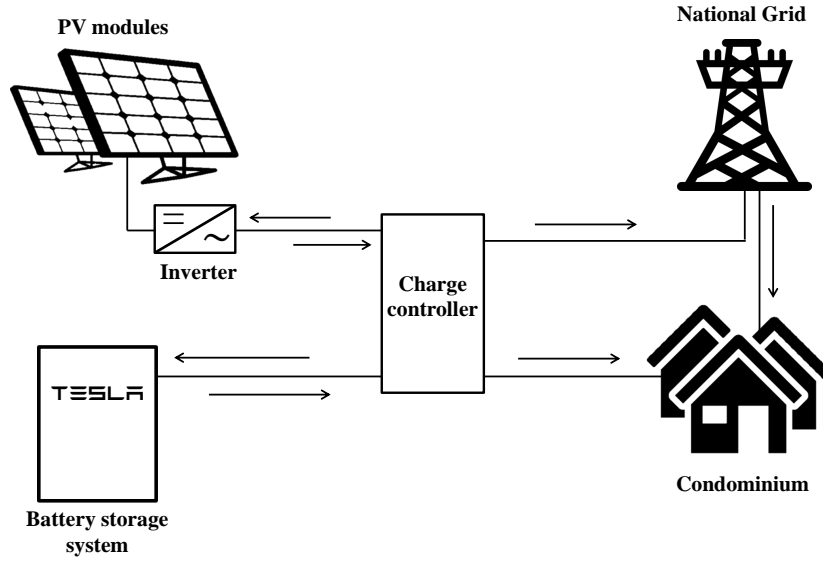 PV modules
National Grid
Inverter
Charge
controller
TESLA
Battery storage
system
Condominium